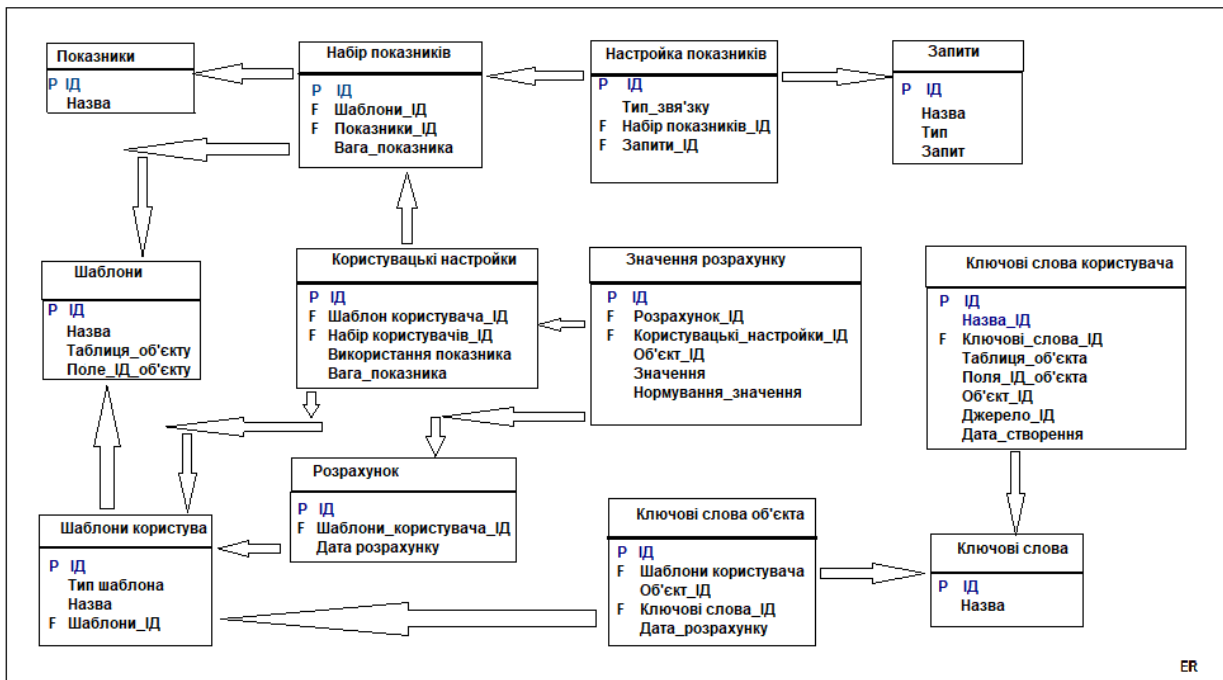 Показники
P ІД
Назва
Набір показників
P ІД
F Шаблони_ІД
F Показники_ІД
Вага_показника
Настройка показників
P ІД
Тип_звя'зку
F Набір показників_ІД
F Запити_ІД
Запити
P ІД
Назва
Тип
Запит
Шаблони
P ІД
Назва
Таблиця_об'єкту
Поле_ІД_об'єкту
Користувацькі настройки
P ІД
F Шаблон користувача_ІД
F Набір користувачів_ІД
Використання показника
Вага_показника
Значення розрахунку
P ІД
F Розрахунок_ІД
F Користувацькі_настройки_ІД
Об'єкт_ІД
Значення
Нормування_значення
Ключові слова користувача
P ІД
Назва_ІД
F Ключові_слова_ІД
Таблиця_об'єкта
Поля_ІД_об'єкта
Об'єкт_ІД
Джерело_ІД
Дата_створення
Шаблони користува
P ІД
Тип шаблона
Назва
F Шаблони_ІД
Розрахунок
P ІД
F Шаблони_користувача_ІД
Дата розрахунку
Ключові слова об'єкта
P ІД
F Шаблони користувача
Об'єкт_ІД
F Ключові слова_ІД
Дата_розрахунку
Ключові слова
P ІД
Назва
ER